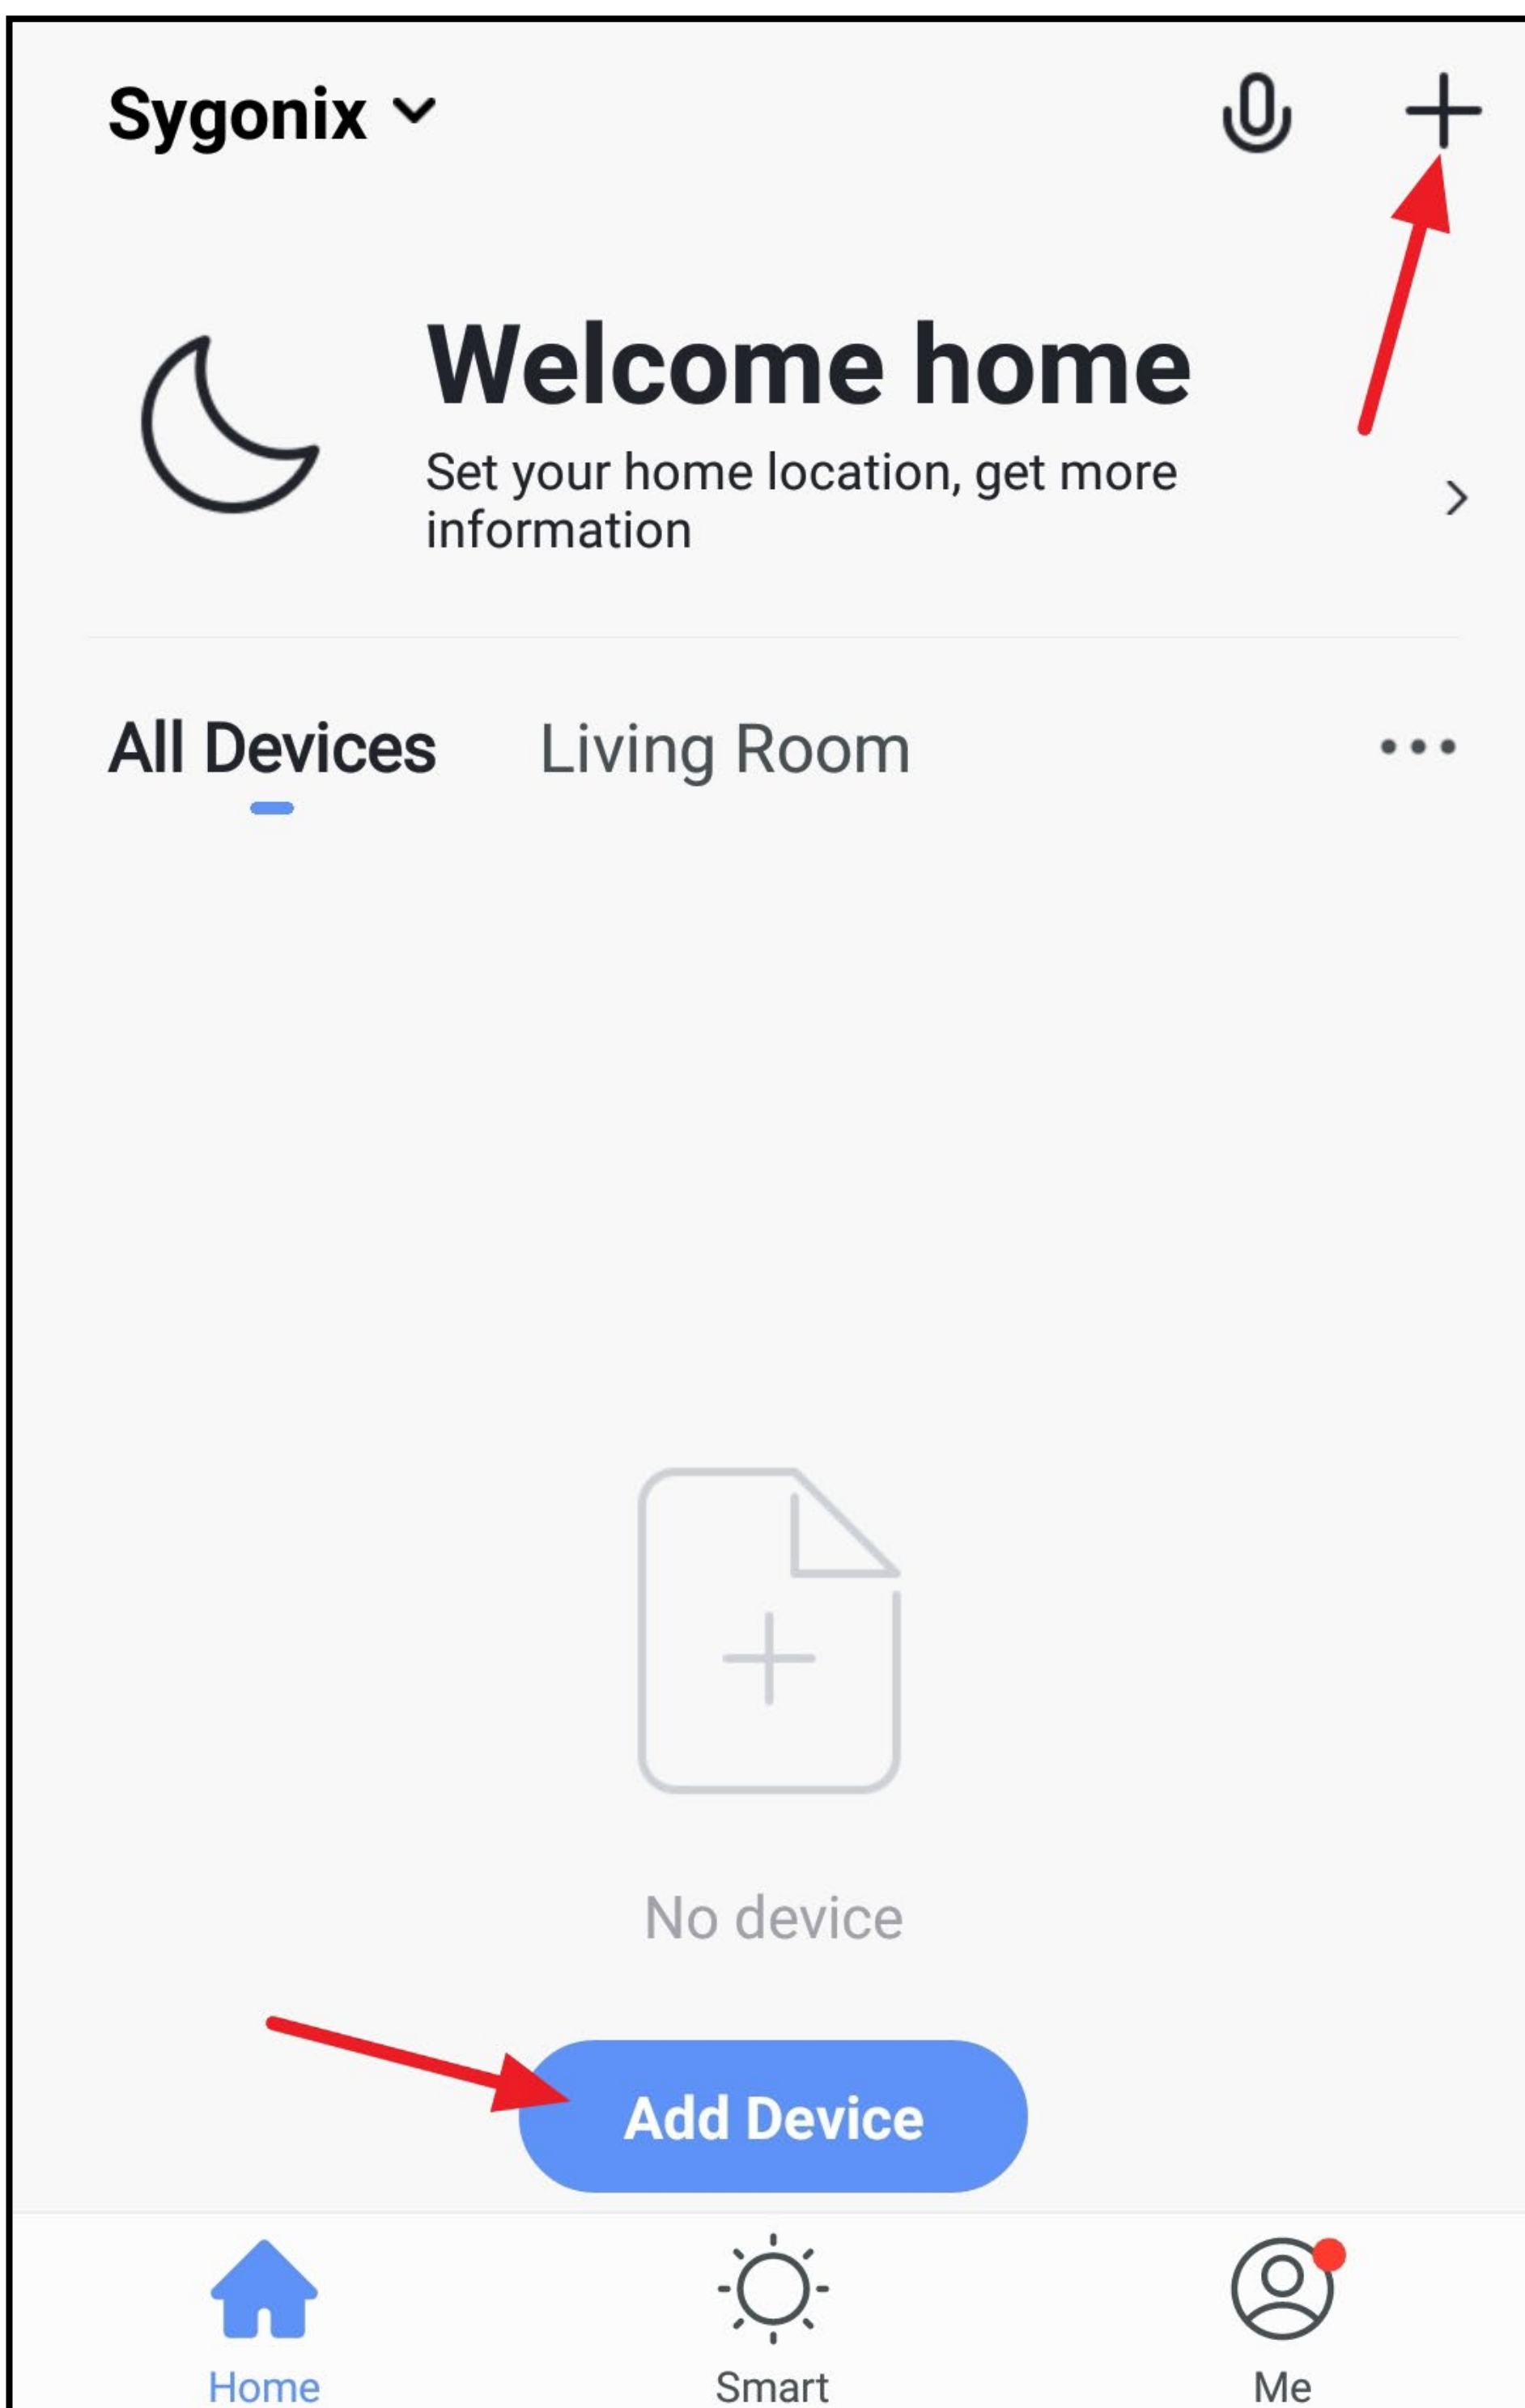 Sygonix
Welcome home
Set your home location, get more
information
All Devices
Living Room
No device
Add Device
Home
Smart
Me